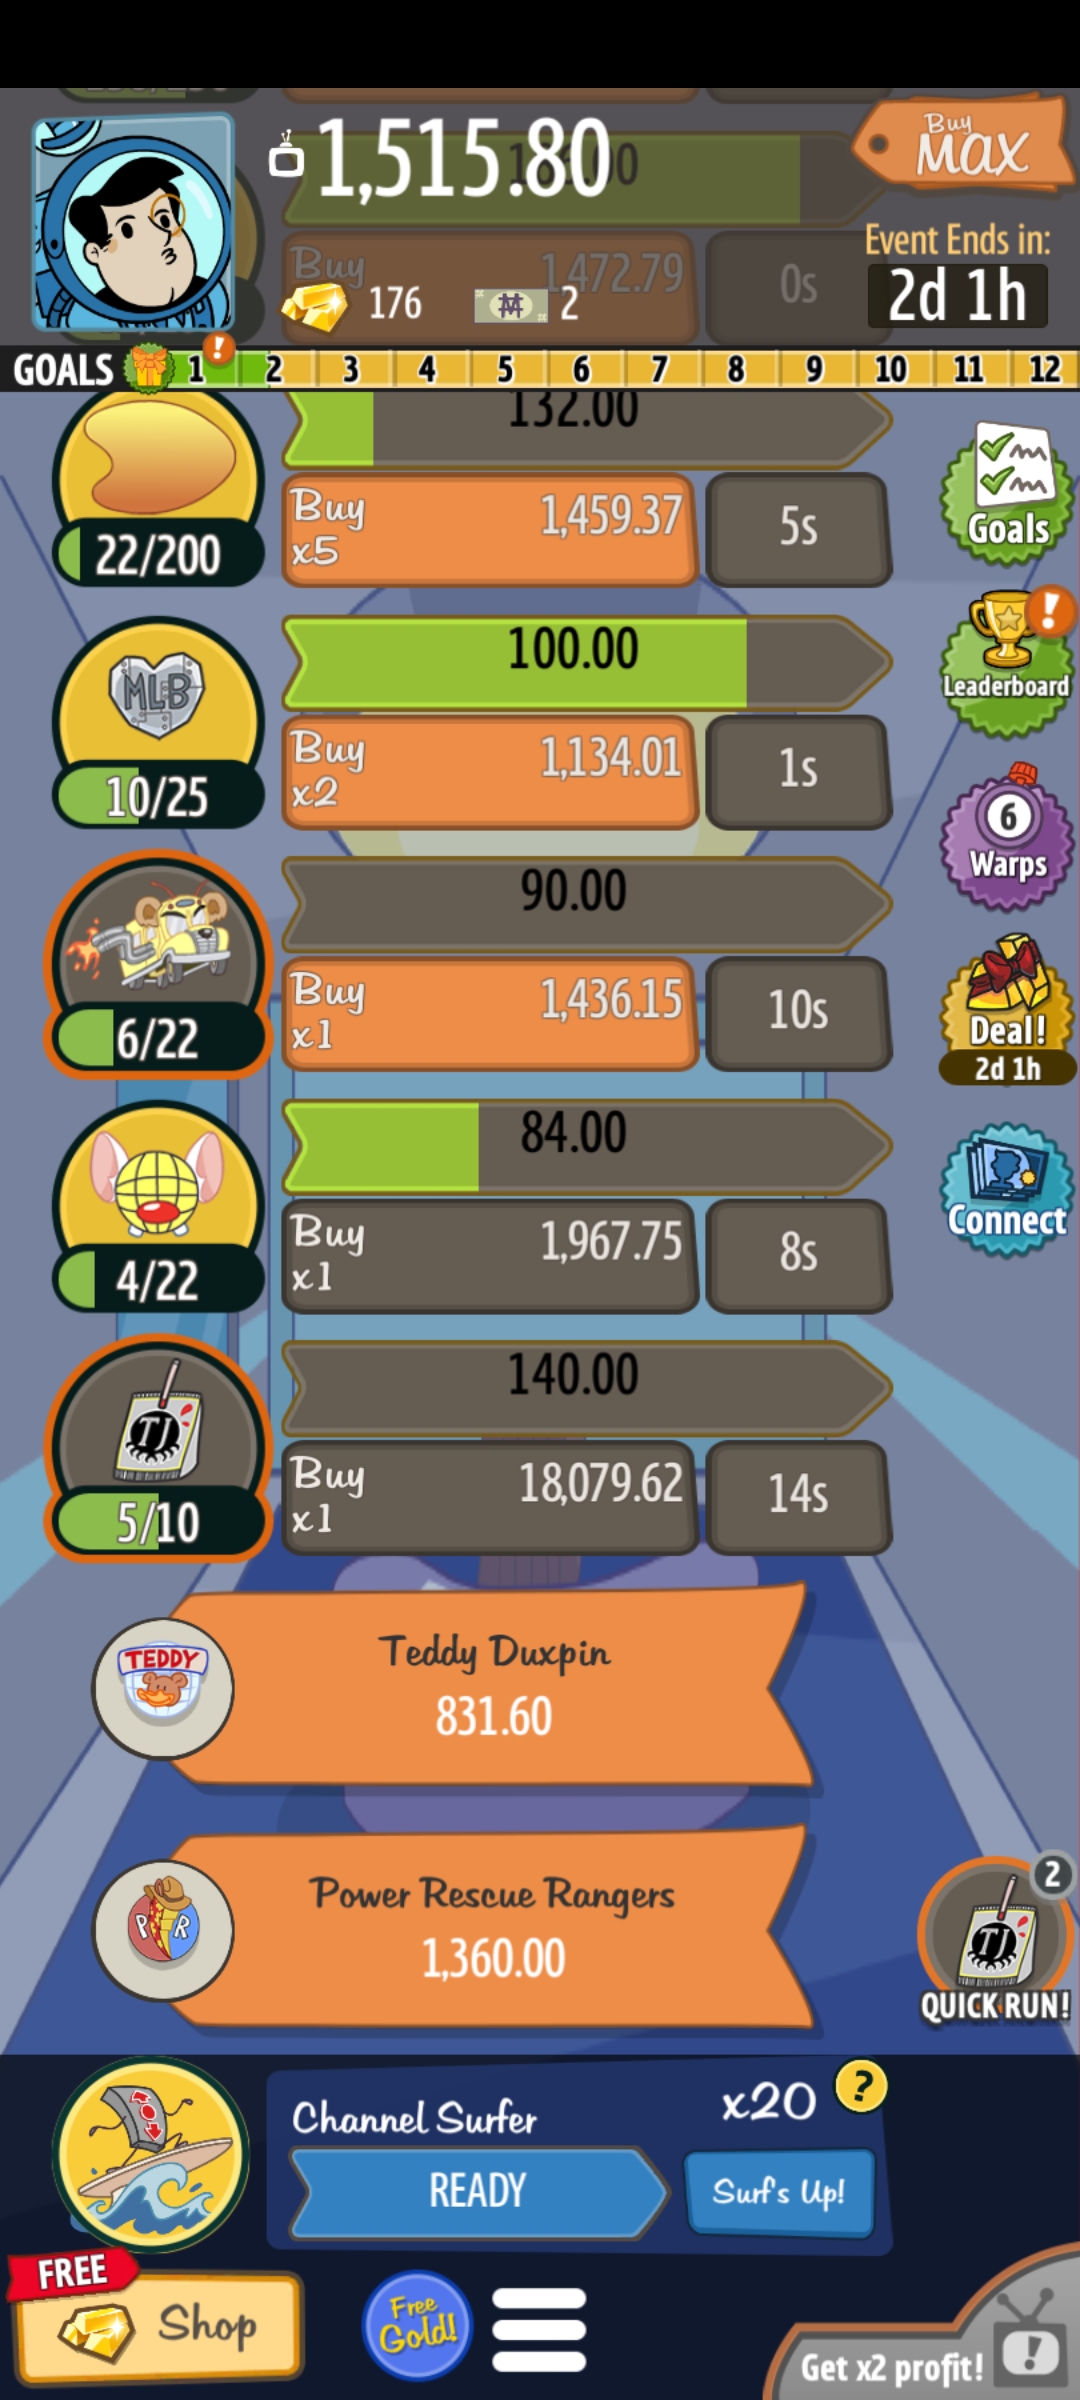 1,515.80
Buy
MAX
Event Ends in:
2d 1h
Buy
1,472.79
0s
176
2
GOALS 1 ! 2 3 4 5 6 7 8 9 10 11 12
132.00
Buy
x5
1,459.37
5s
22/200
Goals
100.00
MLB
Buy
x2
1,134.01
1s
10/25
!
Leaderboard
90.00
Buy
x1
1,436.15
10s
6/22
6
Warps
84.00
Buy
x1
1,967.75
8s
4/22
Deal!
2d 1h
Connect
140.00
TJ
Buy
x1
18,079.62
14s
5/10
TEDDY
Teddy Duxpin
831.60
P R
Power Rescue Rangers
1,360.00
2
TJ
QUICK RUN!
Channel Surfer
x20
?
READY
Surf's Up!
FREE
Shop
Free
Gold!
Get x2 profit!
!